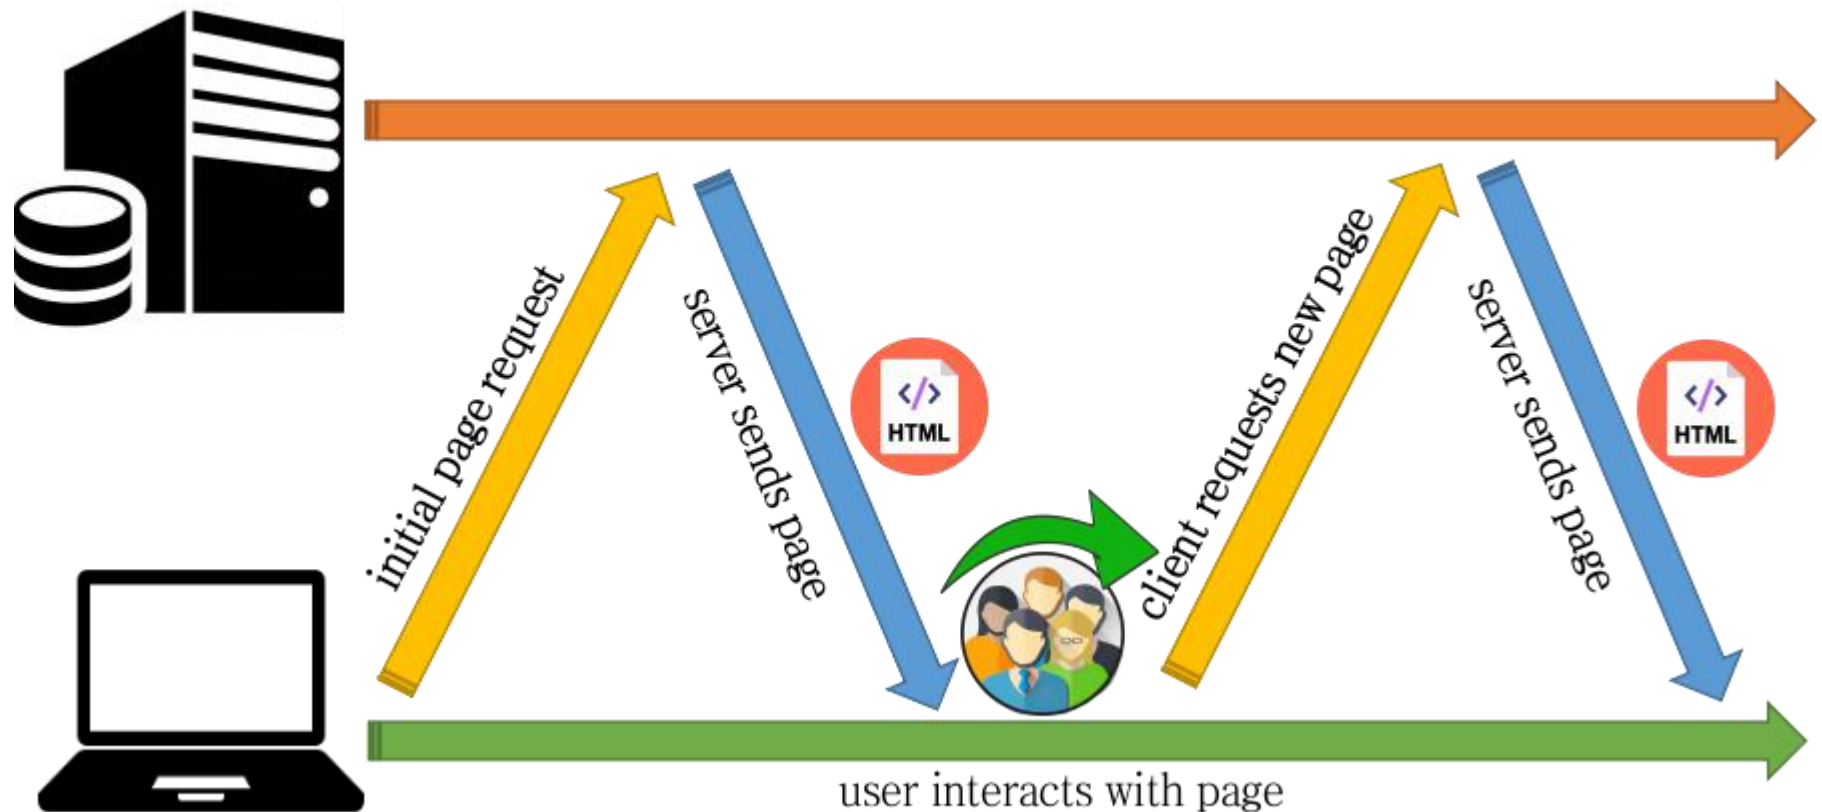 initial page request
server sends page
</>
HTML
client requests new page
server sends page
</>
HTML
user interacts with page